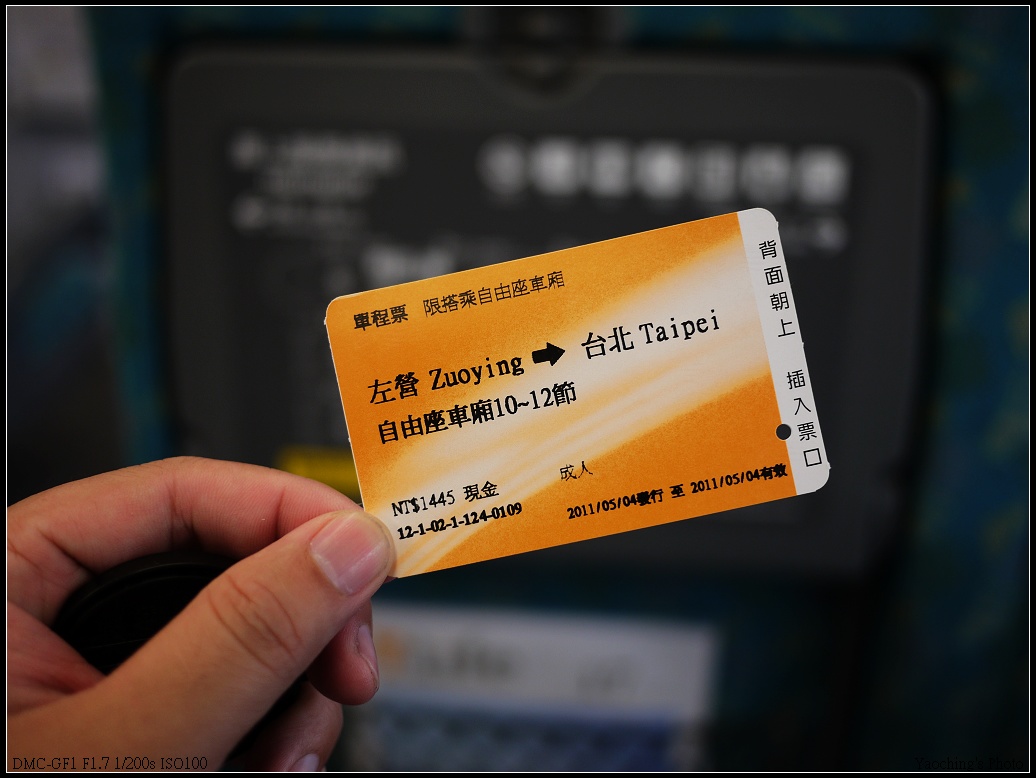 單程票 限搭乘自由座車廂
左營 Zuoying ➡ 台北 Taipei
自由座車廂10~12節
成人
NT$1445 現金
12-1-02-1-124-0109
2011/05/04發行 至 2011/05/04有效
背面朝上 插入票口
DMC-GF1 F1.7 1/200s ISO100